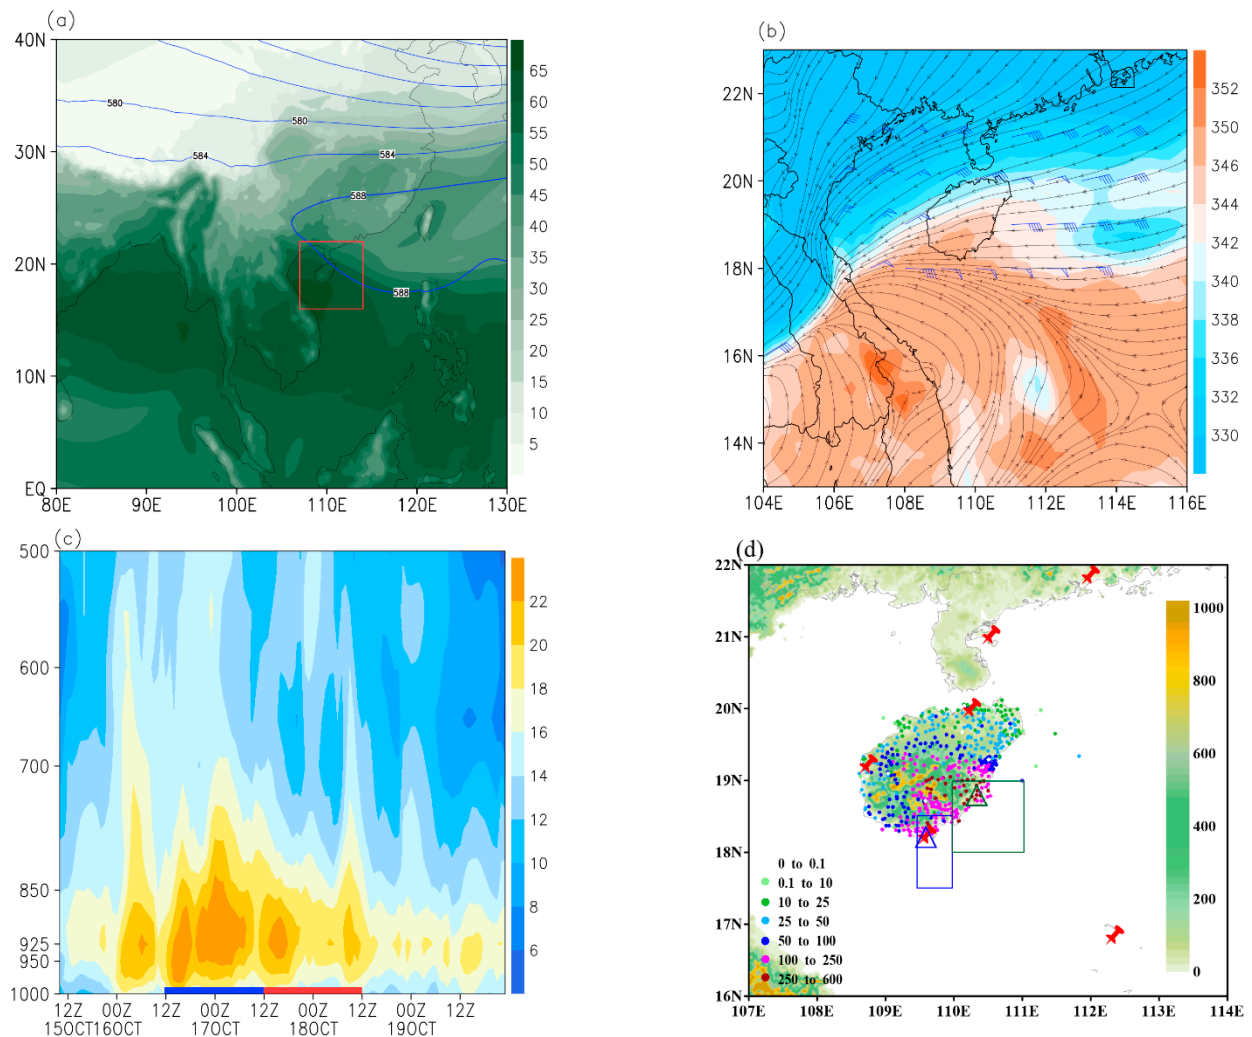 (a)
40N
30N
20N
10N
EQ
80E 90E 100E 110E 120E 130E
580
580
584
584
588
588
65
60
55
50
45
40
35
30
25
20
15
10
5
(b)
22N
20N
18N
16N
14N
104E 106E 108E 110E 112E 114E 116E
352
350
346
344
342
340
338
336
332
330
(c)
500
600
700
850
925
950
1000
12Z 00Z 12Z 00Z 12Z 00Z 12Z 00Z 12Z
15OCT 16OCT 17OCT 18OCT 19OCT
22
20
18
16
14
12
10
8
6
(d)
22N
21N
20N
19N
18N
17N
16N
107E 108E 109E 110E 111E 112E 113E 114E
1000
800
600
400
200
0
0 to 0.1
0.1 to 10
10 to 25
25 to 50
50 to 100
100 to 250
250 to 600